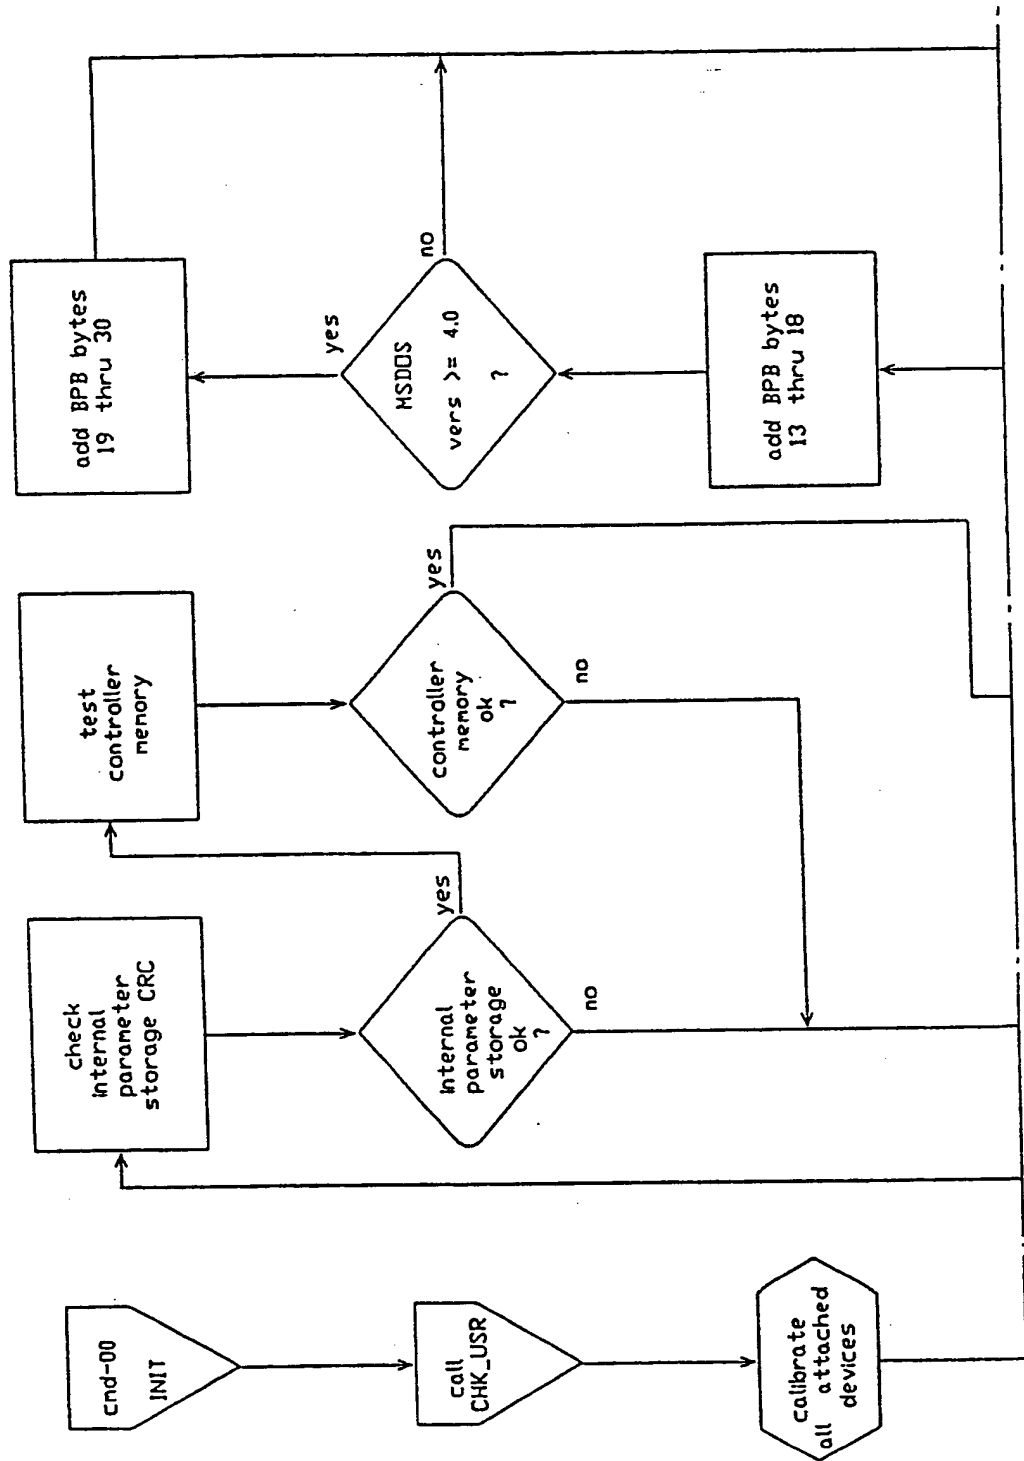 cmd-00
INIT
call
CHK_USR
calibrate
all attached
devices
check
internal
parameter
storage CRC
internal
parameter
storage
ok
?
yes
no
test
controller
memory
controller
memory
ok
?
yes
no
add BPB bytes
19 thru 30
yes
MSDOS
vers >= 4.0
?
no
add BPB bytes
13 thru 18